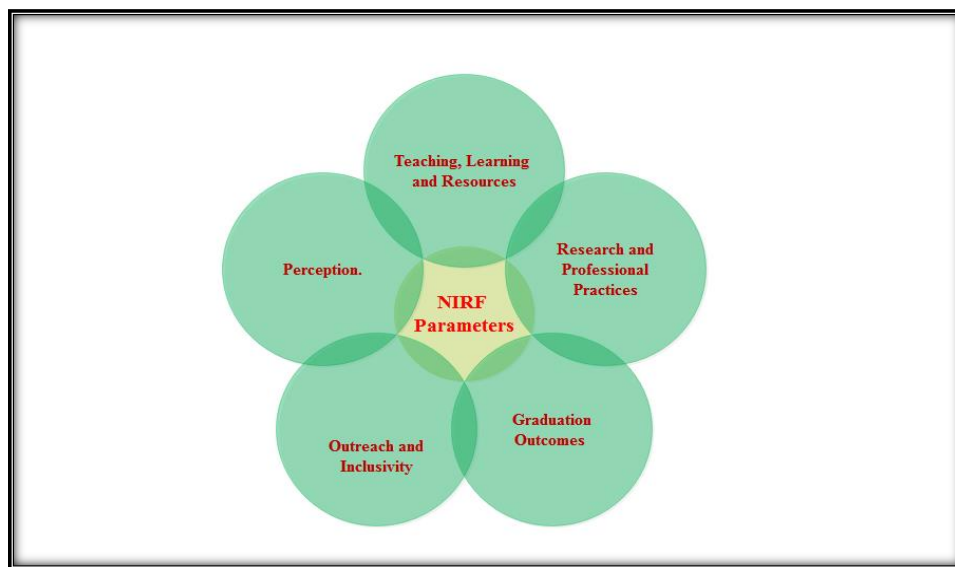 Teaching, Learning
and Resources
Research and
Professional
Practices
Perception.
NIRF
Parameters
Graduation
Outcomes
Outreach and
Inclusivity